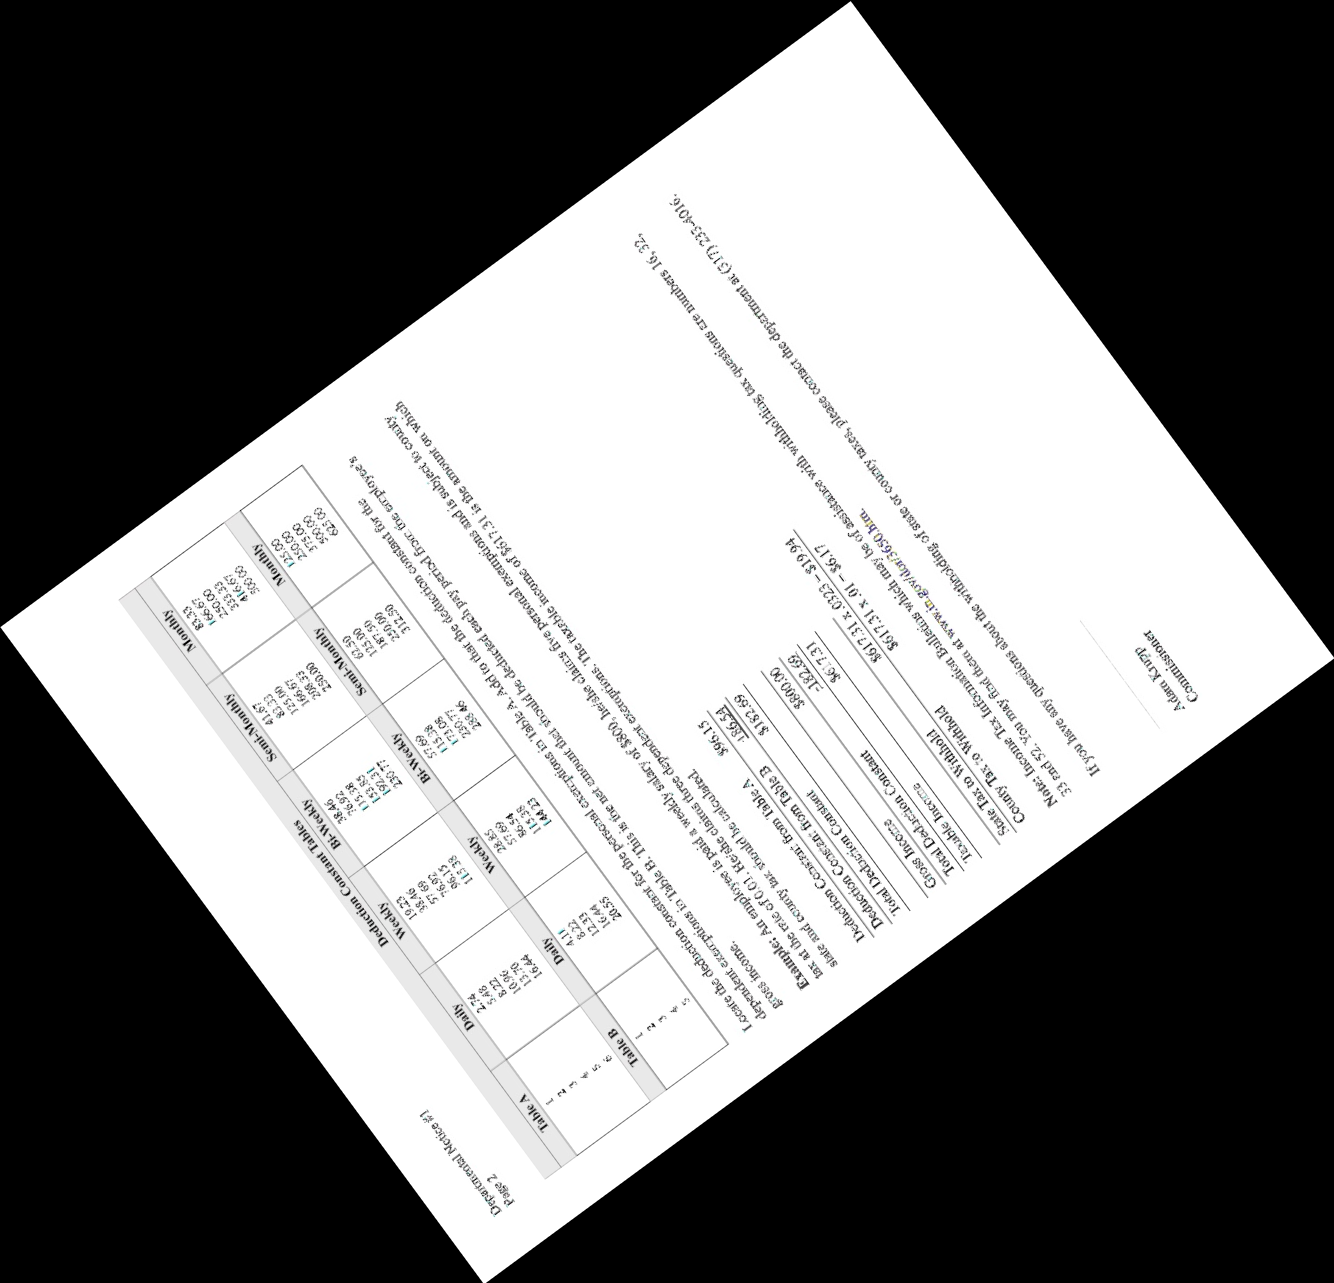 Departmental Notice #1
Page 2
Deduction Constant Tables
Table A Daily Weekly Bi-Weekly Semi-Monthly Monthly
1 2.74 19.23 38.46 41.67 83.33
2 5.48 38.46 76.92 83.33 166.67
3 8.22 57.69 115.38 125.00 250.00
4 10.96 76.92 153.85 166.67 333.33
5 13.70 96.15 192.31 208.33 416.67
6 16.44 115.38 230.77 250.00 500.00
Table B Daily Weekly Bi-Weekly Semi-Monthly Monthly
1 4.11 28.85 57.69 62.50 125.00
2 8.22 57.69 115.38 125.00 250.00
3 12.33 86.54 173.08 187.50 375.00
4 16.44 115.38 230.77 250.00 500.00
5 20.55 144.23 288.46 312.50 625.00
Locate the deduction constant for the personal exemptions in Table A. Add to that the deduction constant for the
dependent exemptions in Table B. This is the net amount that should be deducted each pay period from the employee's
gross income.
Example: An employee is paid a weekly salary of $800, he/she claims five personal exemptions and is subject to county
tax at the rate of 0.01. He/she claims three dependent exemptions. The taxable income of $617.31 is the amount on which
state and county tax should be calculated.
Deduction Constant from Table A $96.15
Deduction Constant from Table B +86.54
Total Deduction Constant $182.69
Gross Income $800.00
Total Deduction Constant -182.69
Taxable Income $617.31
State Tax to Withhold $617.31 x .0323 = $19.94
County Tax to Withhold $617.31 x .01 = $6.17
Note: Income Tax Information Bulletins which may be of assistance with withholding tax questions are numbers 16, 32,
33 and 52. You may find them at www.in.gov/dor/3650.htm.
If you have any questions about the withholding of state or county taxes, please contact the department at (317) 233-4016.
Adam Krupp
Commissioner